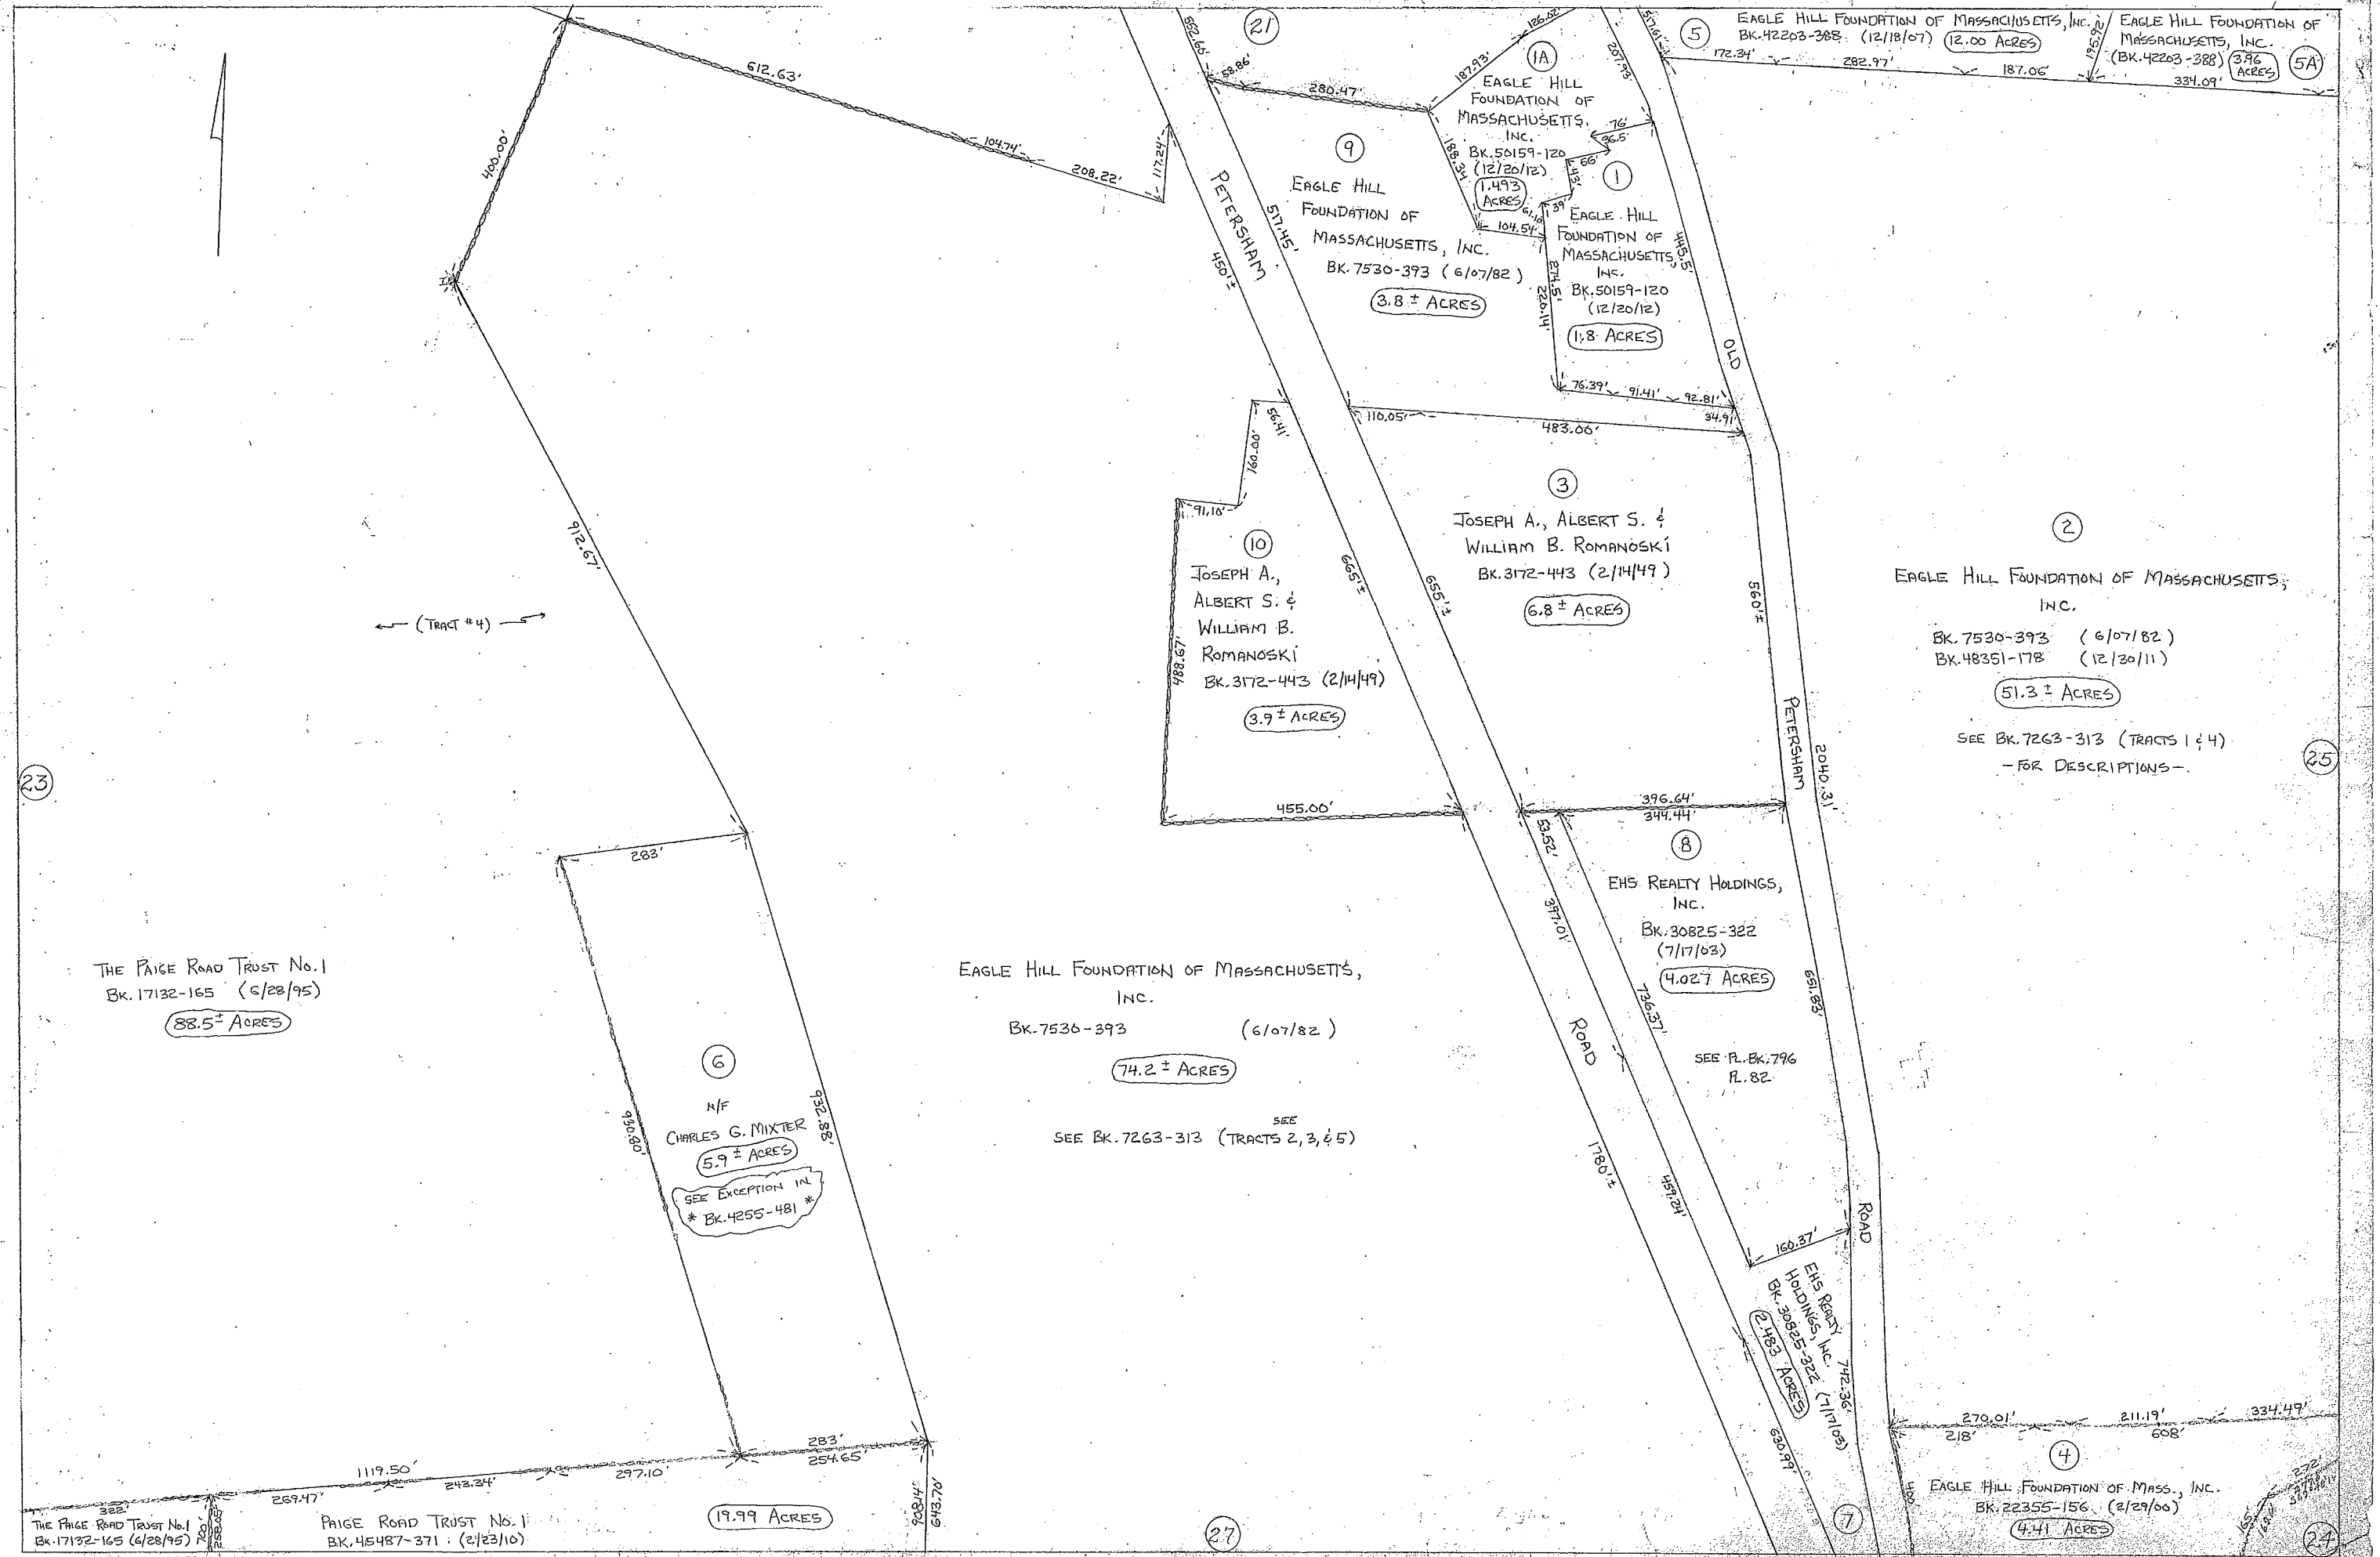 21
5
EAGLE HILL FOUNDATION OF MASSACHUSETTS, INC.
BK.42203-388 (12/18/07) 12.00 ACRES
EAGLE HILL FOUNDATION OF
MASSACHUSETTS, INC.
(BK.42203-388) 3.96
ACRES
5A
517.61'
172.34'
282.97'
187.06'
195.92'
334.09'
552.66'
58.86'
280.47'
187.93'
126.62'
207.93'
1A
EAGLE HILL
FOUNDATION OF
MASSACHUSETTS,
INC.
BK.50159-120
(12/20/12)
1.493
ACRES
76'
36.5'
66'
43'
39'
61.10'
188.34
104.54'
612.63'
104.74'
208.22'
117.24'
400.00'
912.67'
PETERSHAM
450'±
517.45'
9
EAGLE HILL
FOUNDATION OF
MASSACHUSETTS, INC.
BK.7530-393 (6/07/82)
3.8± ACRES
1
EAGLE HILL
FOUNDATION OF
MASSACHUSETTS,
INC.
BK.50159-120
(12/20/12)
1.8 ACRES
274.5'
220.14'
445.5'
OLD
76.39'
91.41'
92.81'
110.05'
483.00'
34.91'
56.41'
160.00'
91.10'
488.67'
10
JOSEPH A.,
ALBERT S. &
WILLIAM B.
ROMANOSKI
BK.3172-443 (2/14/49)
3.9± ACRES
455.00'
665'±
655'±
3
JOSEPH A., ALBERT S. &
WILLIAM B. ROMANOSKI
BK.3172-443 (2/14/49)
6.8± ACRES
560'±
PETERSHAM
2040.31'
2
EAGLE HILL FOUNDATION OF MASSACHUSETTS,
INC.
BK.7530-393 (6/07/82)
BK.48351-178 (12/30/11)
51.3± ACRES
SEE BK.7263-313 (TRACTS 1 & 4)
-FOR DESCRIPTIONS-
25
(TRACT #4)
23
283'
THE PAIGE ROAD TRUST NO.1
BK.17132-165 (6/28/95)
88.5± ACRES
6
N/F
CHARLES G. MIXTER
5.9± ACRES
SEE EXCEPTION IN
* BK.4255-481 *
930.80'
932.88'
EAGLE HILL FOUNDATION OF MASSACHUSETTS,
INC.
BK.7530-393 (6/07/82)
74.2± ACRES
SEE
SEE BK.7263-313 (TRACTS 2, 3, & 5)
396.64'
344.44'
53.52'
8
EHS REALTY HOLDINGS,
INC.
BK.30825-322
(7/17/03)
4.027 ACRES
SEE PL.BK.796
PL.82
397.01'
736.37'
651.83'
ROAD
1780'±
459.24'
160.37'
ROAD
EHS REALTY
HOLDINGS, INC.
BK.30825-322 (7/17/03)
2.483 ACRES
742.36'
630.99'
7
270.01'
211.19'
334.49'
218'
608'
400
4
EAGLE HILL FOUNDATION OF MASS., INC.
BK.22355-156 (2/29/00)
4.41 ACRES
24
283'
254.65'
1119.50'
297.10'
243.34'
269.47'
322'
THE PAIGE ROAD TRUST NO.1
BK.17132-165 (6/28/95)
700'
258.05'
PAIGE ROAD TRUST NO.1
BK.45487-371 (2/23/10)
19.99 ACRES
908.14'
643.70'
27